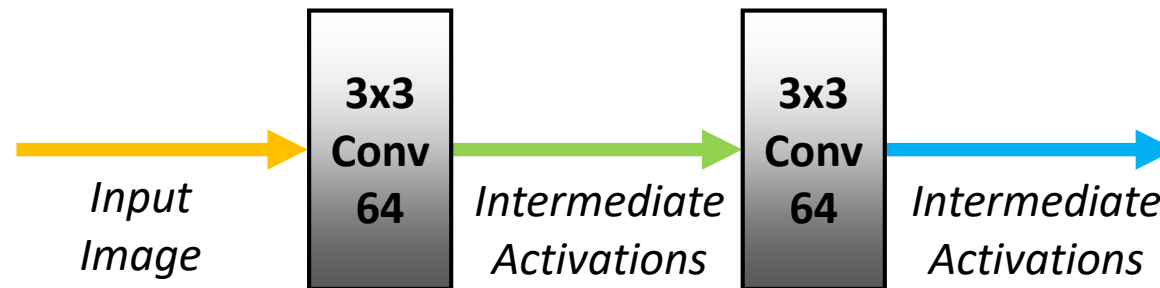 Input
Image
3x3
Conv
64
Intermediate
Activations
3x3
Conv
64
Intermediate
Activations